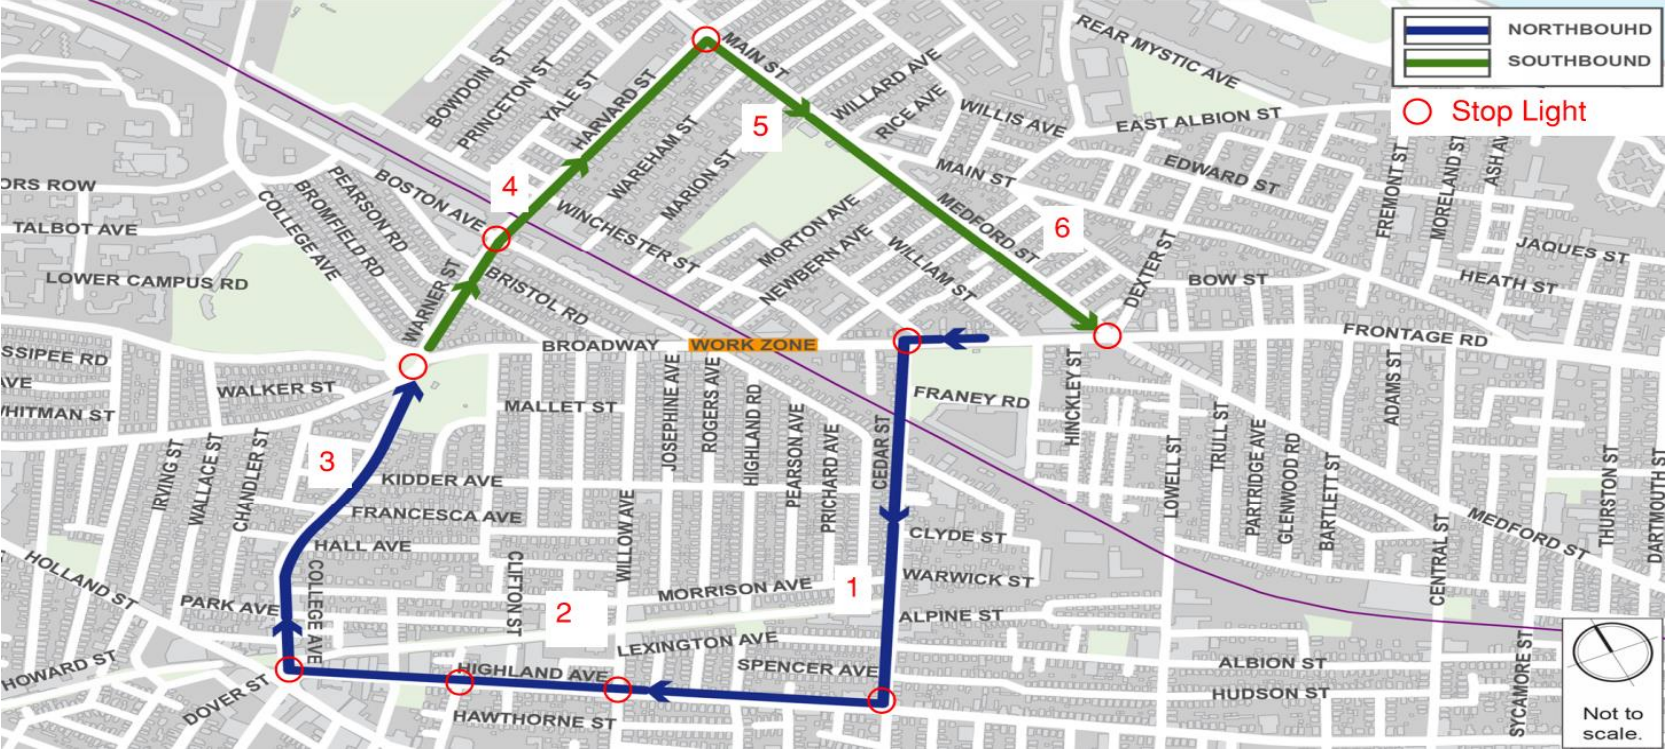 NORTHBOUHD
SOUTHBOUND
Stop Light
REAR MYSTIC AVE
MAIN ST
BOWDOIN ST
PRINCETON ST
YALE ST
HARVARD ST
WILLARD AVE
RICE AVE
WILLIS AVE
EAST ALBION ST
5
WAREHAM ST
MARION ST
MAIN ST
EDWARD ST
FREMONT ST
MORELAND ST
ASH AV
ORS ROW
TALBOT AVE
LOWER CAMPUS RD
COLLEGE AVE
BROMFIELD RD
PEARSON RD
BOSTON AVE
4
WINCHESTER ST
MORTON AVE
NEWBERN AVE
WILLIAM ST
MEDFORD ST
6
DEXTER ST
JAQUES ST
BOW ST
HEATH ST
WARNER ST
BRISTOL RD
BROADWAY
WORK ZONE
FRONTAGE RD
SSIPEE RD
AVE
WALKER ST
WHITMAN ST
MALLET ST
JOSEPHINE AVE
ROGERS AVE
HIGHLAND RD
PEARSON AVE
PRICHARD AVE
CEDAR ST
FRANEY RD
HINCKLEY ST
LOWELL ST
TRULL ST
PARTRIDGE AVE
GLENWOOD RD
BARTLETT ST
ADAMS ST
IRVING ST
WALLACE ST
CHANDLER ST
3
KIDDER AVE
FRANCESCA AVE
HALL AVE
WILLOW AVE
CLIFTON ST
CLYDE ST
MEDFORD ST
THURSTON ST
DARTMOUTH ST
CENTRAL ST
HOLLAND ST
PARK AVE
COLLEGE AVE
2
MORRISON AVE
1
WARWICK ST
ALPINE ST
LEXINGTON AVE
SPENCER AVE
HIGHLAND AVE
HAWTHORNE ST
HOWARD ST
DOVER ST
ALBION ST
HUDSON ST
SYCAMORE ST
Not to
scale.